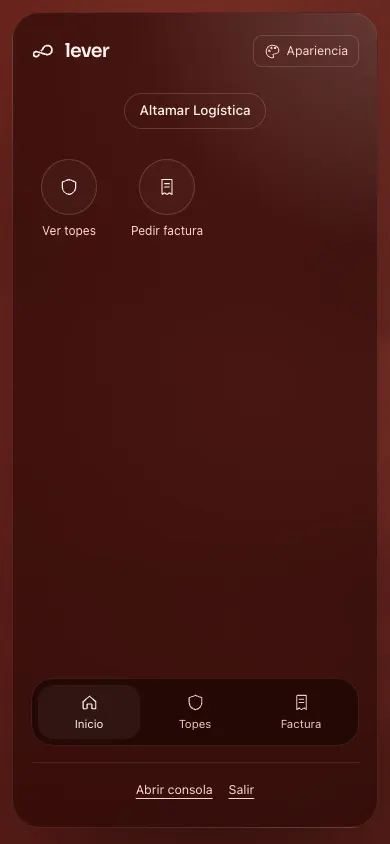 lever
Apariencia
Altamar Logística
Ver topes
Pedir factura
Inicio
Topes
Factura
Abrir consola
Salir